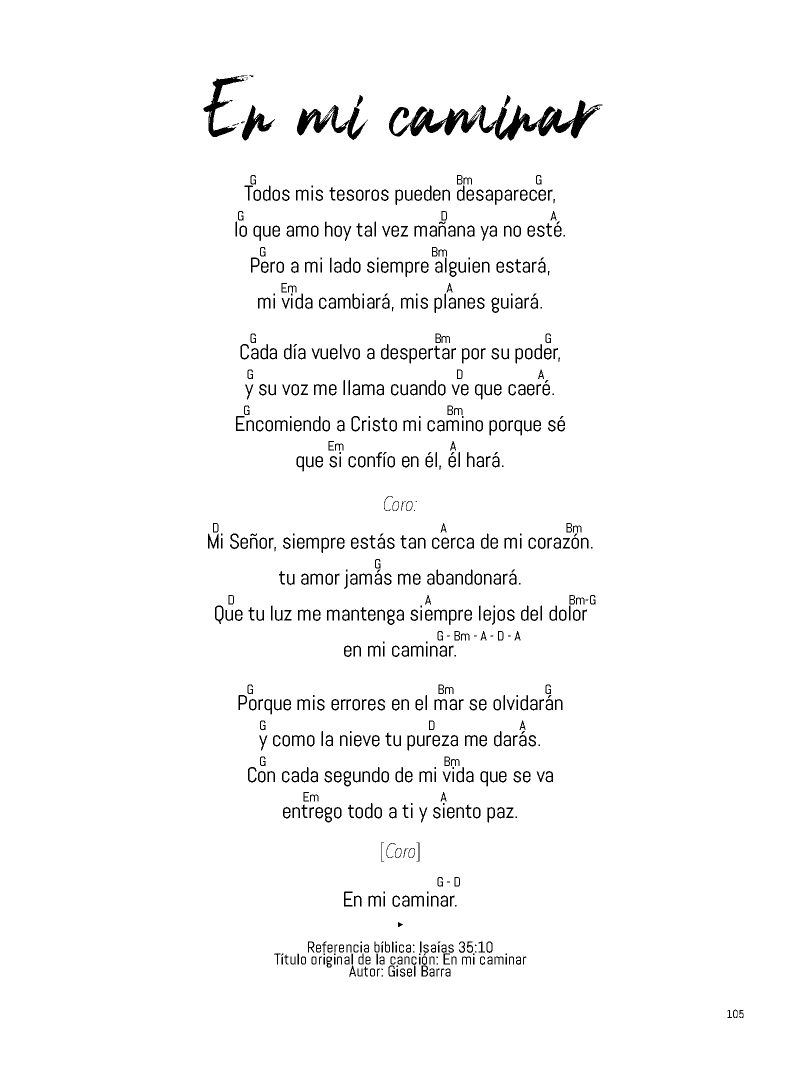 En mi caminar
G Bm G
Todos mis tesoros pueden desaparecer,
G D A
lo que amo hoy tal vez mañana ya no esté.
G Bm
Pero a mi lado siempre alguien estará,
Em A
mi vida cambiará, mis planes guiará.
G Bm G
Cada día vuelvo a despertar por su poder,
G D A
y su voz me llama cuando ve que caeré.
G Bm
Encomiendo a Cristo mi camino porque sé
Em A
que si confío en él, él hará.
Coro:
D A Bm
Mi Señor, siempre estás tan cerca de mi corazón.
G
tu amor jamás me abandonará.
D A Bm-G
Que tu luz me mantenga siempre lejos del dolor
G - Bm - A - D - A
en mi caminar.
G Bm G
Porque mis errores en el mar se olvidarán
G D A
y como la nieve tu pureza me darás.
G Bm
Con cada segundo de mi vida que se va
Em A
entrego todo a ti y siento paz.
[Coro]
G - D
En mi caminar.
Referencia bíblica: Isaías 35:10
Título original de la canción: En mi caminar
Autor: Gisel Barra
105